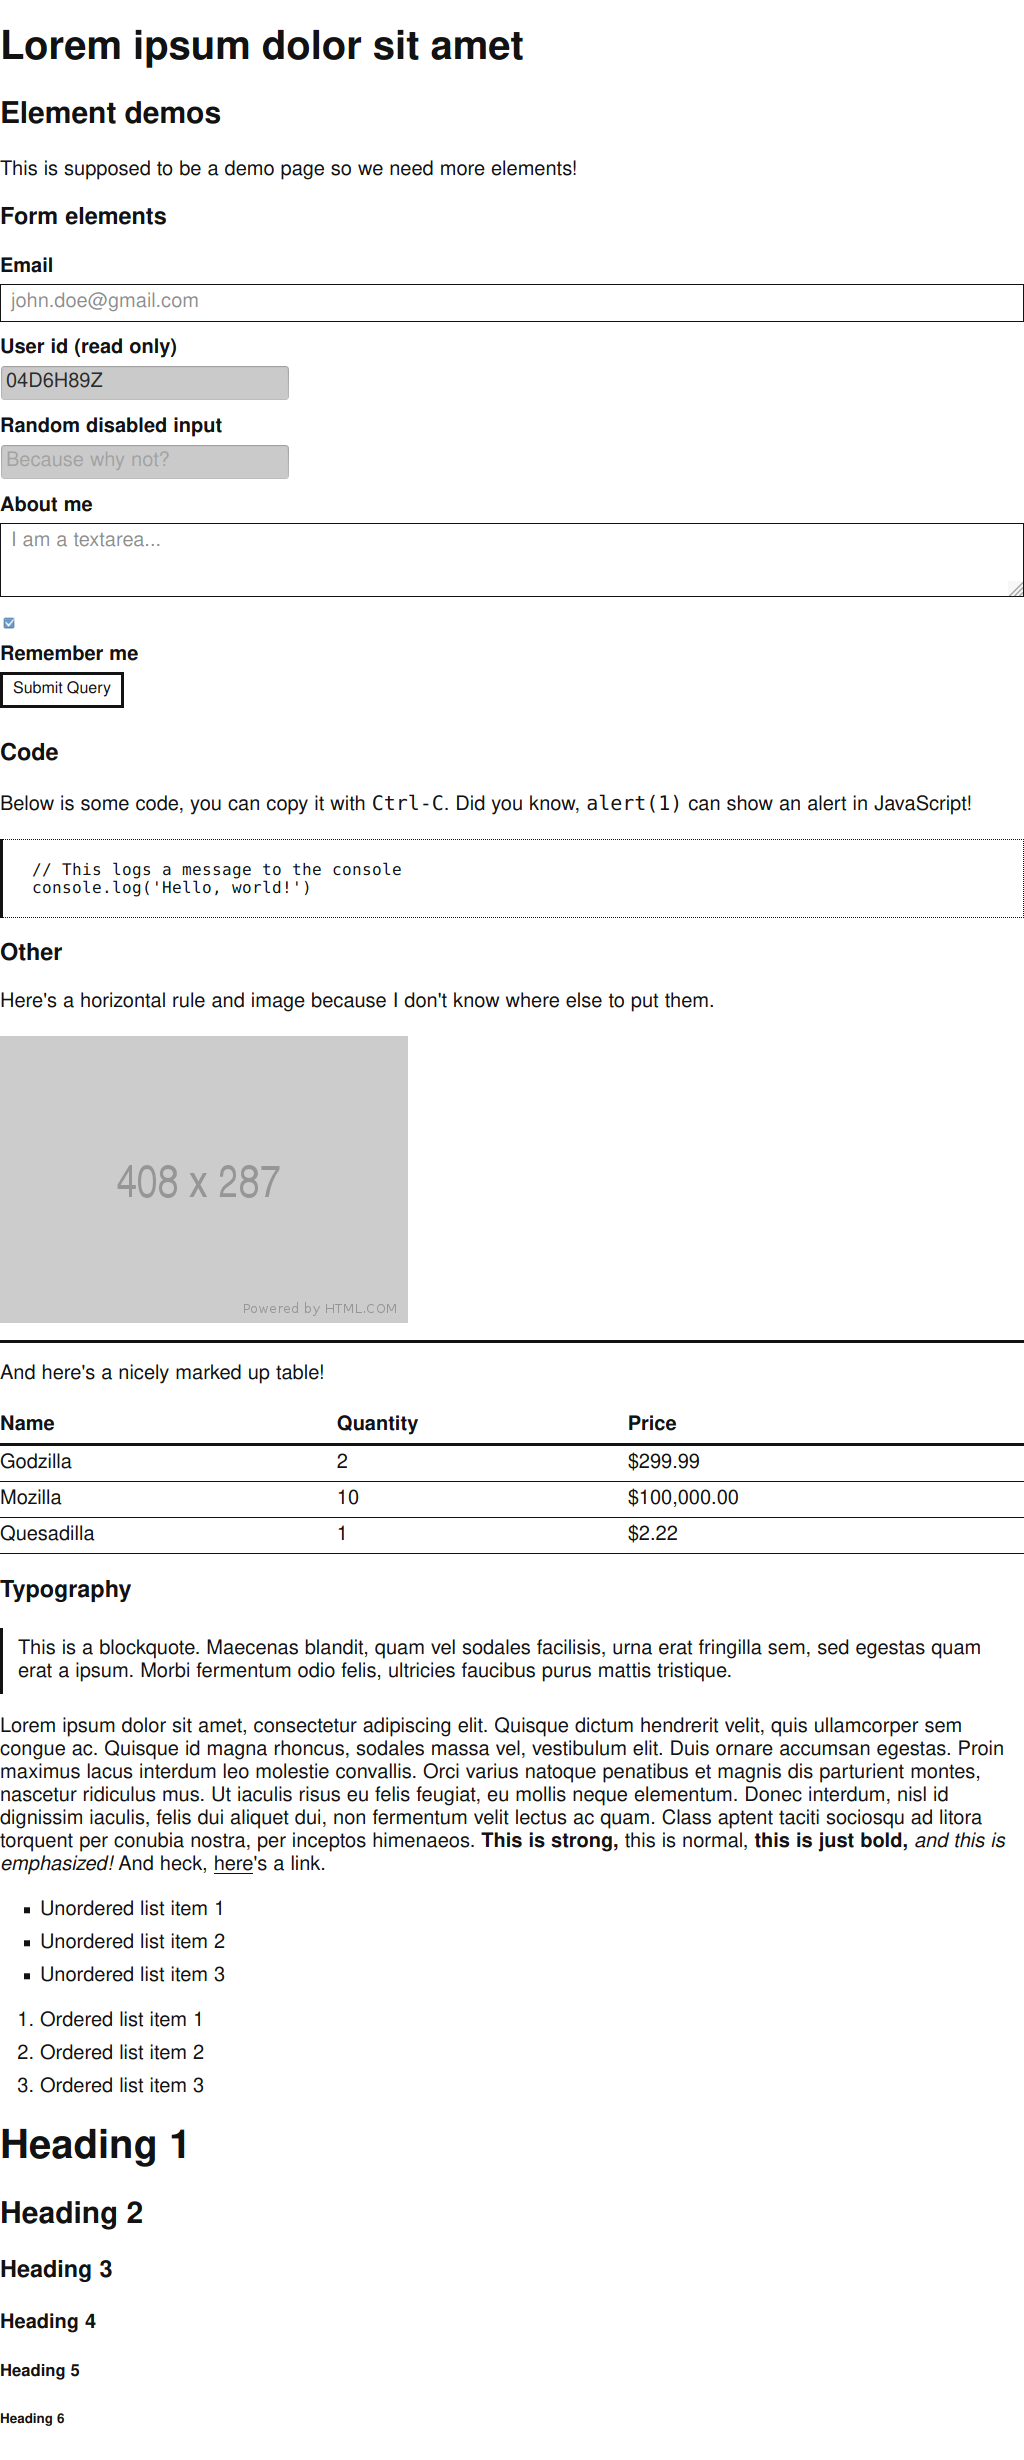 Lorem ipsum dolor sit amet
Element demos
This is supposed to be a demo page so we need more elements!
Form elements
Email
john.doe@gmail.com
User id (read only)
04D6H89Z
Random disabled input
Because why not?
About me
I am a textarea...
Remember me
Submit Query
Code
Below is some code, you can copy it with Ctrl-C. Did you know, alert(1) can show an alert in JavaScript!
// This logs a message to the console
console.log('Hello, world!')
Other
Here's a horizontal rule and image because I don't know where else to put them.
408 x 287
Powered by HTML.COM
And here's a nicely marked up table!
Name Quantity Price
Godzilla 2 $299.99
Mozilla 10 $100,000.00
Quesadilla 1 $2.22
Typography
This is a blockquote. Maecenas blandit, quam vel sodales facilisis, urna erat fringilla sem, sed egestas quam
erat a ipsum. Morbi fermentum odio felis, ultricies faucibus purus mattis tristique.
Lorem ipsum dolor sit amet, consectetur adipiscing elit. Quisque dictum hendrerit velit, quis ullamcorper sem
congue ac. Quisque id magna rhoncus, sodales massa vel, vestibulum elit. Duis ornare accumsan egestas. Proin
maximus lacus interdum leo molestie convallis. Orci varius natoque penatibus et magnis dis parturient montes,
nascetur ridiculus mus. Ut iaculis risus eu felis feugiat, eu mollis neque elementum. Donec interdum, nisl id
dignissim iaculis, felis dui aliquet dui, non fermentum velit lectus ac quam. Class aptent taciti sociosqu ad litora
torquent per conubia nostra, per inceptos himenaeos. This is strong, this is normal, this is just bold, and this is
emphasized! And heck, here's a link.
Unordered list item 1
Unordered list item 2
Unordered list item 3
1. Ordered list item 1
2. Ordered list item 2
3. Ordered list item 3
Heading 1
Heading 2
Heading 3
Heading 4
Heading 5
Heading 6